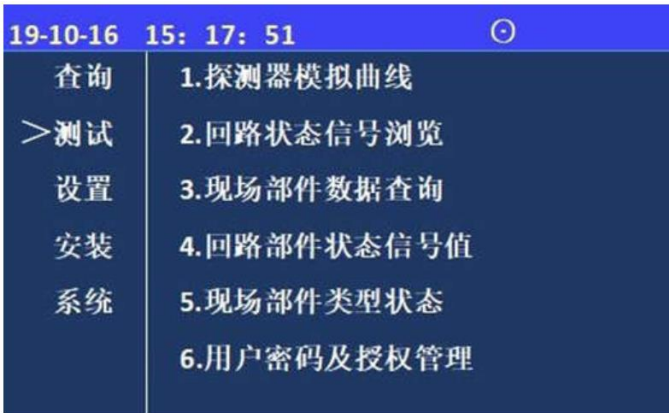 19-10-16 15：17：51
查询
>测试
设置
安装
系统
1.探测器模拟曲线
2.回路状态信号浏览
3.现场部件数据查询
4.回路部件状态信号值
5.现场部件类型状态
6.用户密码及授权管理